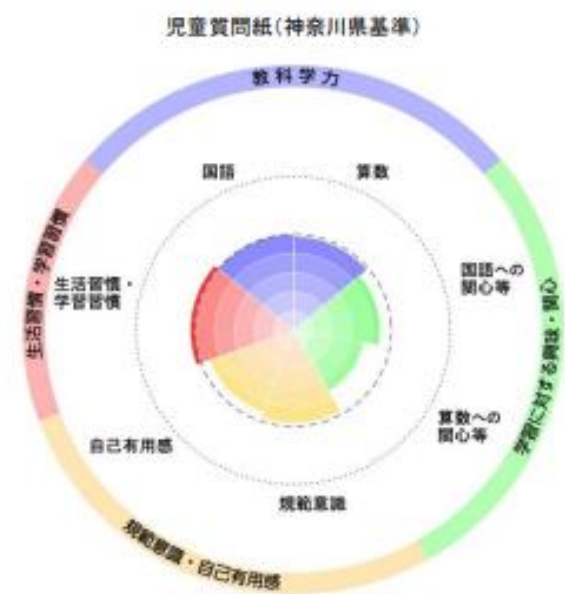 児童質問紙(神奈川県基準)
教科学力
国語
算数
生活習慣・学習習慣
生活習慣・
学習習慣
国語への
関心等
学習に対する興味・関心
算数への
関心等
自己有用感
規範意識
規範意識・自己有用感